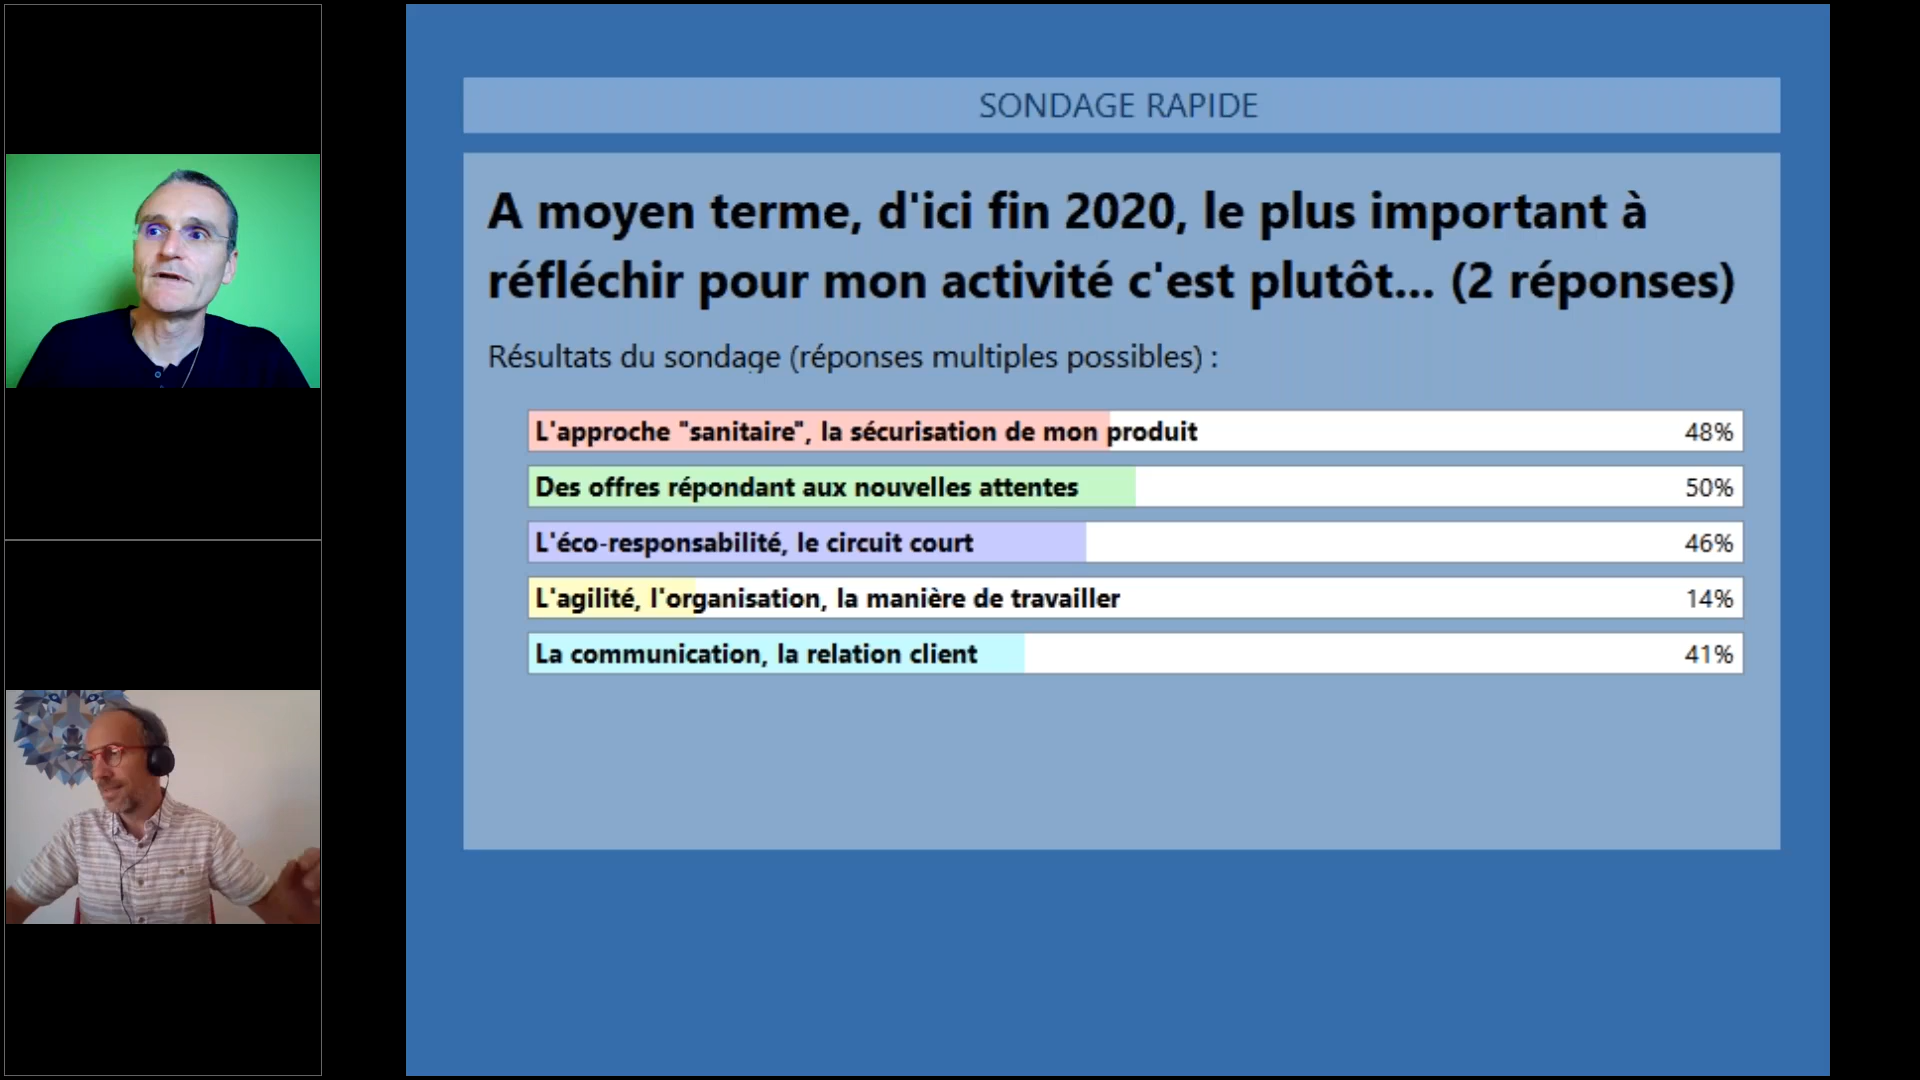 SONDAGE RAPIDE
A moyen terme, d'ici fin 2020, le plus important à
réfléchir pour mon activité c'est plutôt... (2 réponses)
Résultats du sondage (réponses multiples possibles) :
L'approche "sanitaire", la sécurisation de mon produit 48%
Des offres répondant aux nouvelles attentes 50%
L'éco-responsabilité, le circuit court 46%
L'agilité, l'organisation, la manière de travailler 14%
La communication, la relation client 41%